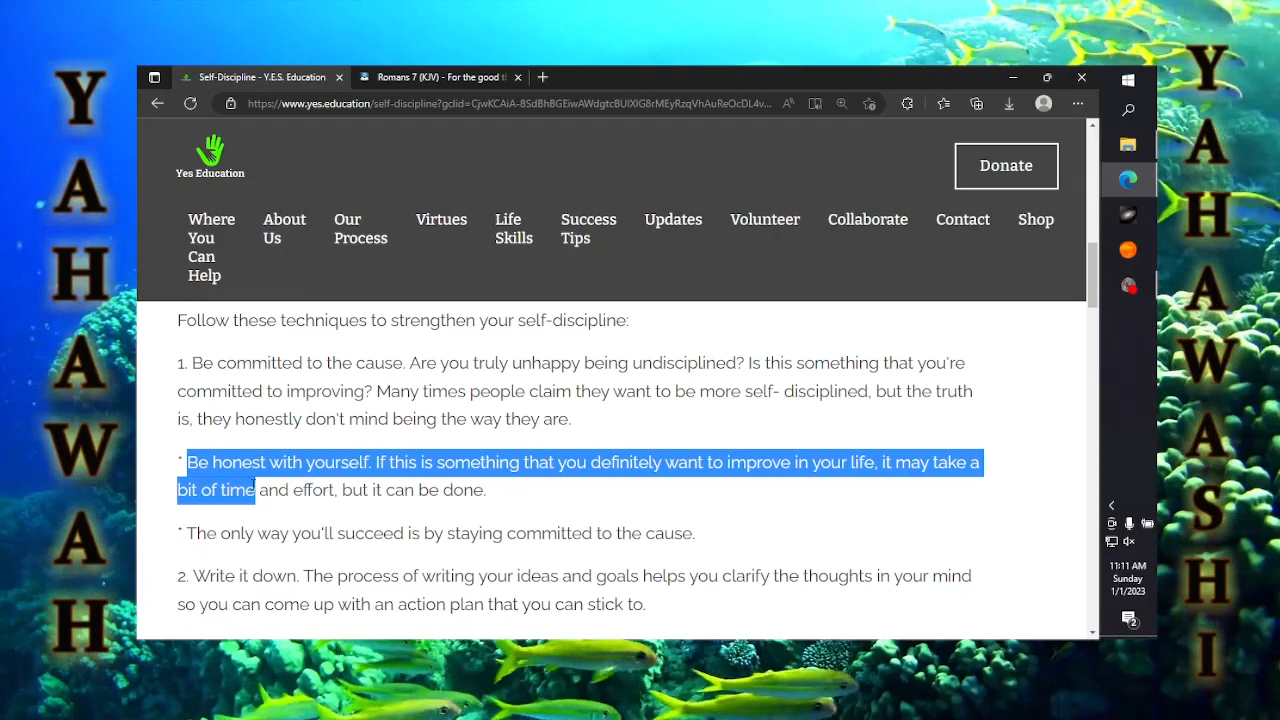 YAHAWAH
Self-Discipline - Y.E.S. Education
Romans 7 (KJV) - For the good t
https://www.yes.education/self-discipline?gclid=
Yes Education
Donate
Where You Can Help
About Us
Our Process
Virtues
Life Skills
Success Tips
Updates
Volunteer
Collaborate
Contact
Shop
Follow these techniques to strengthen your self-discipline:
1. Be committed to the cause. Are you truly unhappy being undisciplined? Is this something that you're
committed to improving? Many times people claim they want to be more self- disciplined, but the truth
is, they honestly don't mind being the way they are.
* Be honest with yourself. If this is something that you definitely want to improve in your life, it may take a
bit of time and effort, but it can be done.
* The only way you'll succeed is by staying committed to the cause.
2. Write it down. The process of writing your ideas and goals helps you clarify the thoughts in your mind
so you can come up with an action plan that you can stick to.
11:11 AM
Sunday
1/1/2023
2
YAHAWASHI